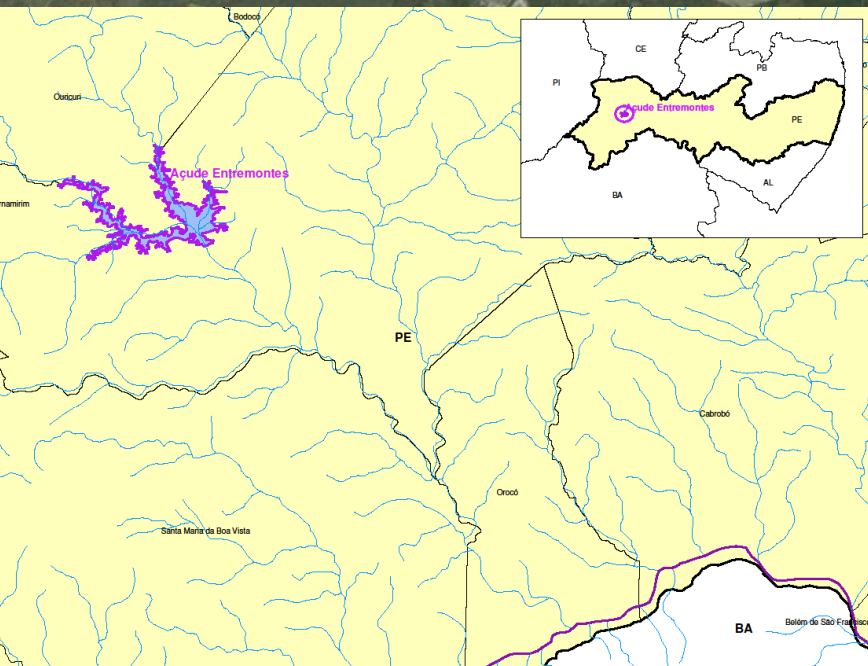 Bodocó
CE
PB
PI
Ouricuri
Açude Entremontes
PE
Açude Entremontes
AL
BA
rnamirim
PE
Cabrobó
Orocó
Santa Maria da Boa Vista
BA
Belém de São Francisco